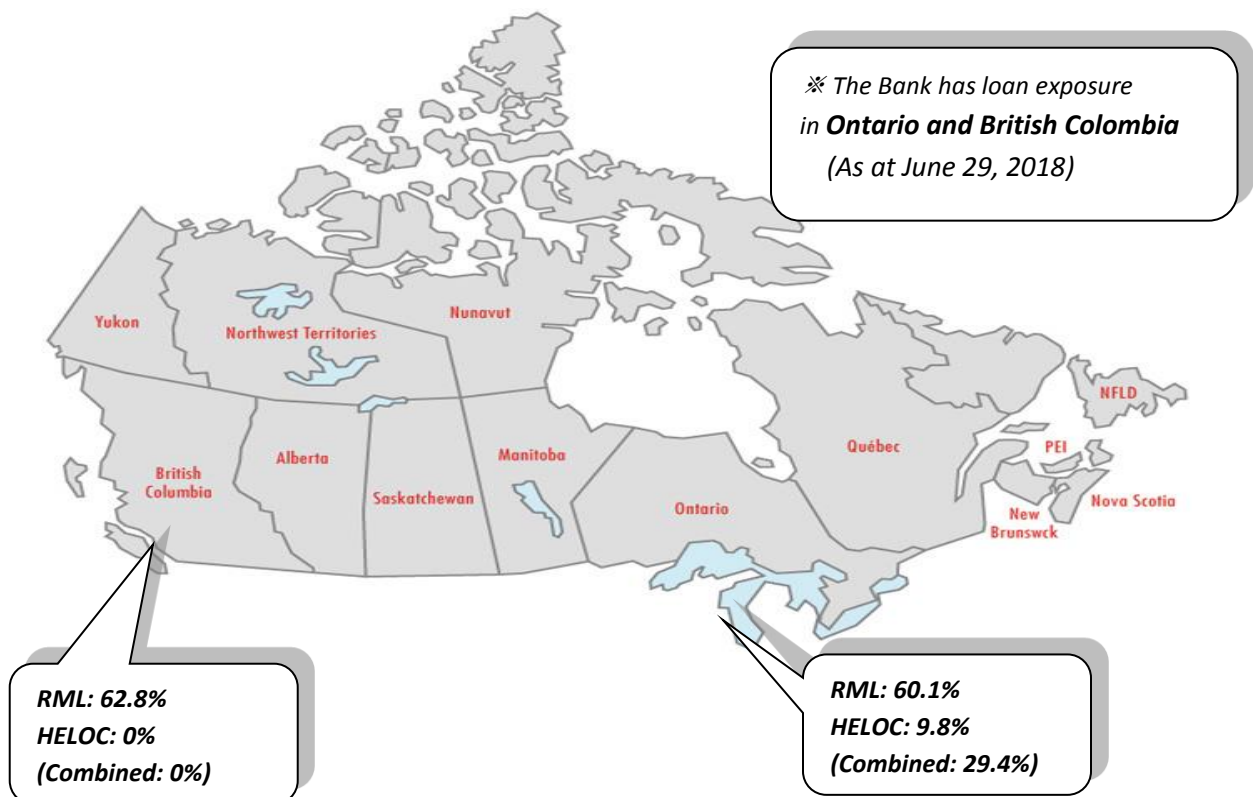 ※ The Bank has loan exposure
in Ontario and British Colombia
(As at June 29, 2018)
Yukon
Northwest Territories
Nunavut
NFLD
British
Columbia
Alberta
Saskatchewan
Manitoba
Ontario
Québec
PEI
New
Brunswck
Nova Scotia
RML: 62.8%
HELOC: 0%
(Combined: 0%)
RML: 60.1%
HELOC: 9.8%
(Combined: 29.4%)